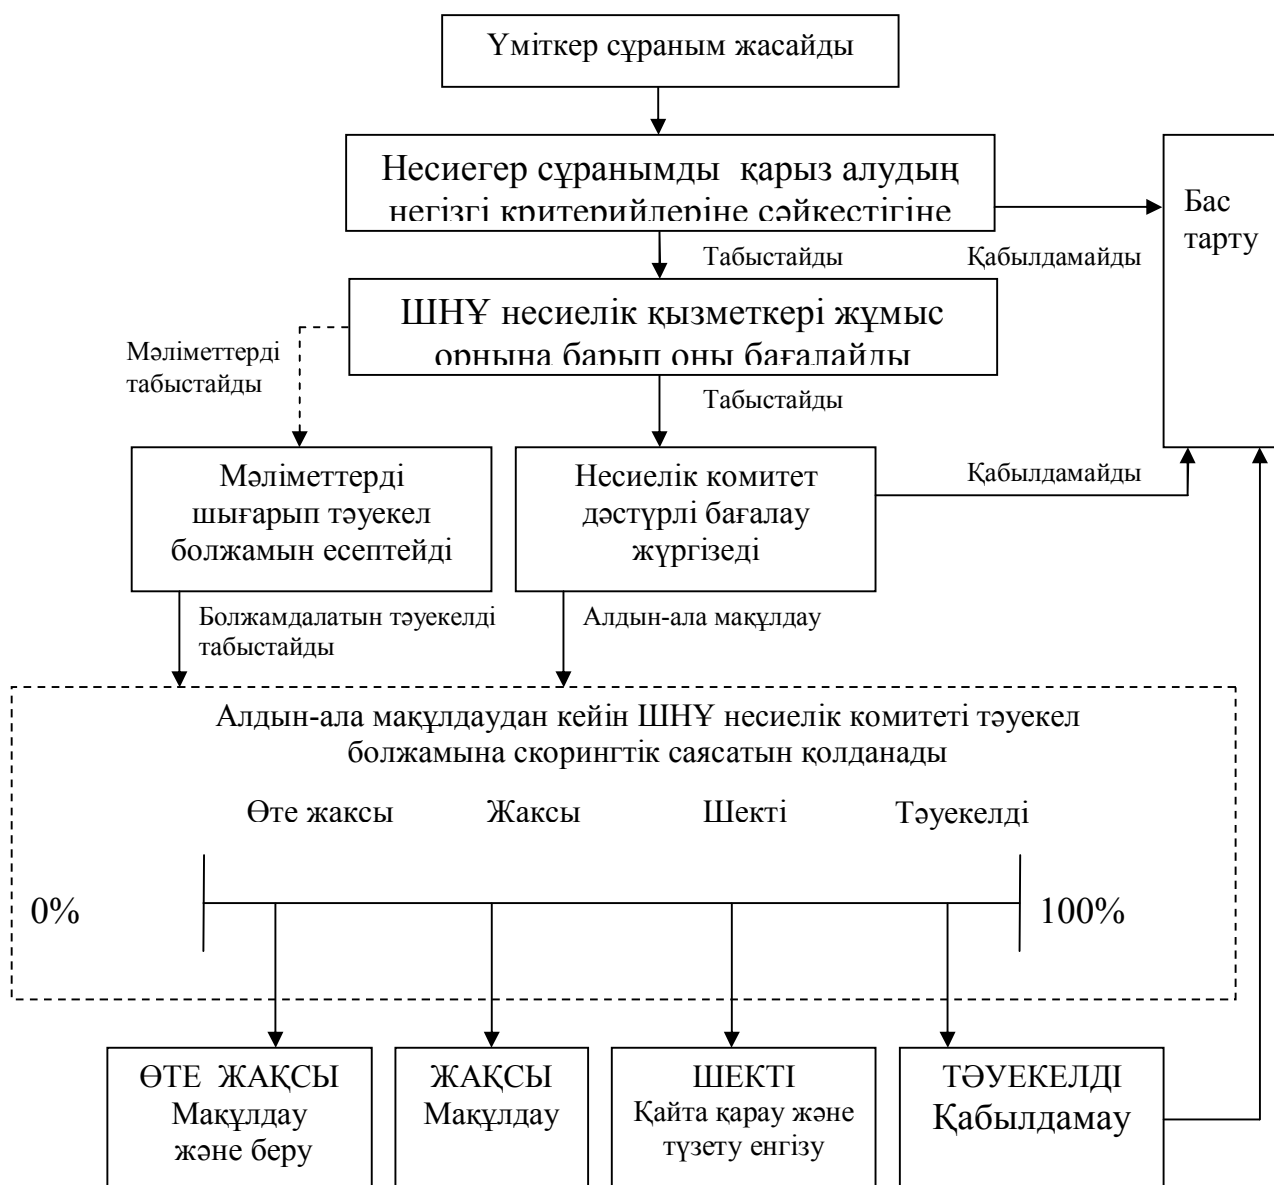 Үміткер сұраным жасайды
Несиегер сұранымды қарыз алудың
негізгі критерийлеріне сәйкестігіне
Бас
тарту
Табыстайды
Қабылдамайды
ШНҰ несиелік қызметкері жұмыс
орнына барып оны бағалайды
Мәліметтерді
табыстайды
Табыстайды
Мәліметтерді
шығарып тәуекел
болжамын есептейді
Несиелік комитет
дәстүрлі бағалау
жүргізеді
Қабылдамайды
Болжамдалатын тәуекелді
табыстайды
Алдын-ала мақұлдау
Алдын-ала мақұлдаудан кейін ШНҰ несиелік комитеті тәуекел
болжамына скорингтік саясатын қолданады
Өте жаксы
Жаксы
Шекті
Тәуекелді
0%
100%
ӨТЕ ЖАҚСЫ
Мақұлдау
және беру
ЖАҚСЫ
Мақұлдау
ШЕКТІ
Қайта қарау және
түзету енгізу
ТӘУЕКЕЛДІ
Қабылдамау